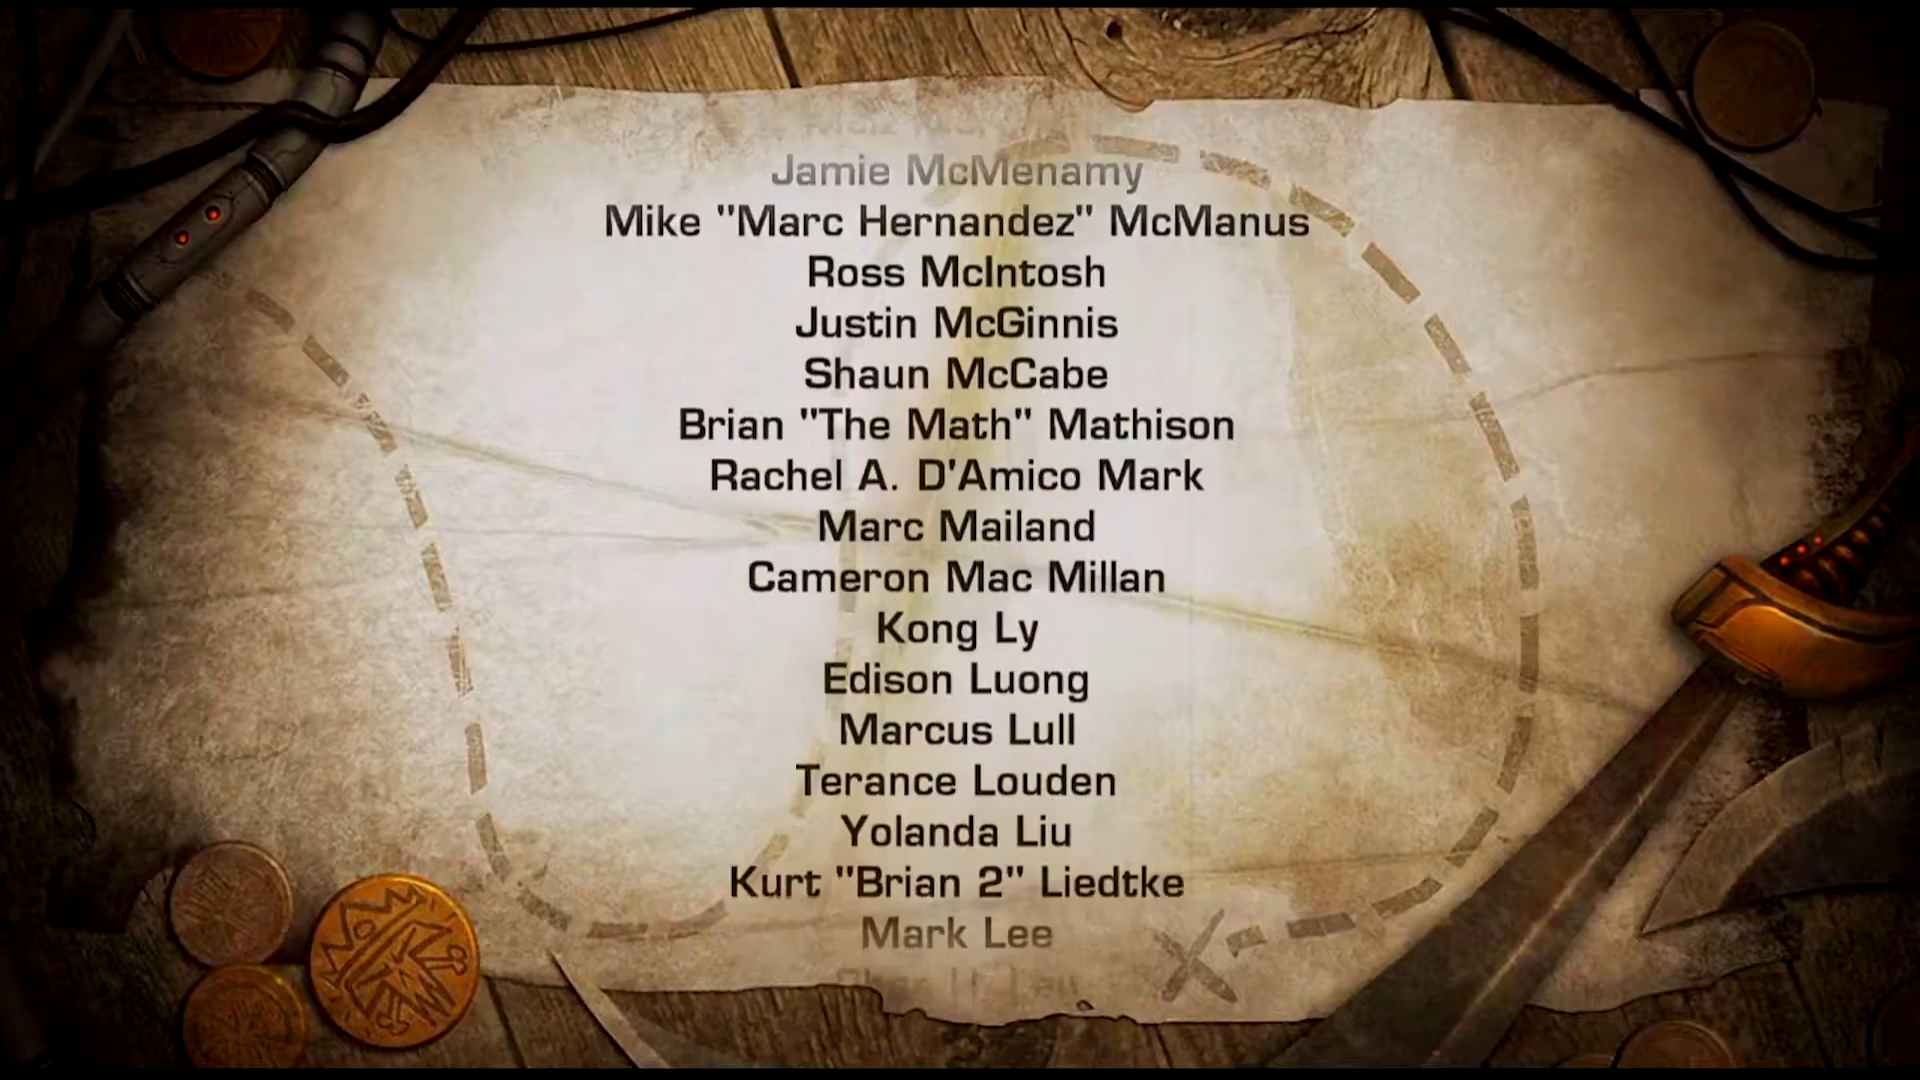 Jamie McMenamy
Mike "Marc Hernandez" McManus
Ross McIntosh
Justin McGinnis
Shaun McCabe
Brian "The Math" Mathison
Rachel A. D'Amico Mark
Marc Mailand
Cameron Mac Millan
Kong Ly
Edison Luong
Marcus Lull
Terance Louden
Yolanda Liu
Kurt "Brian 2" Liedtke
Mark Lee